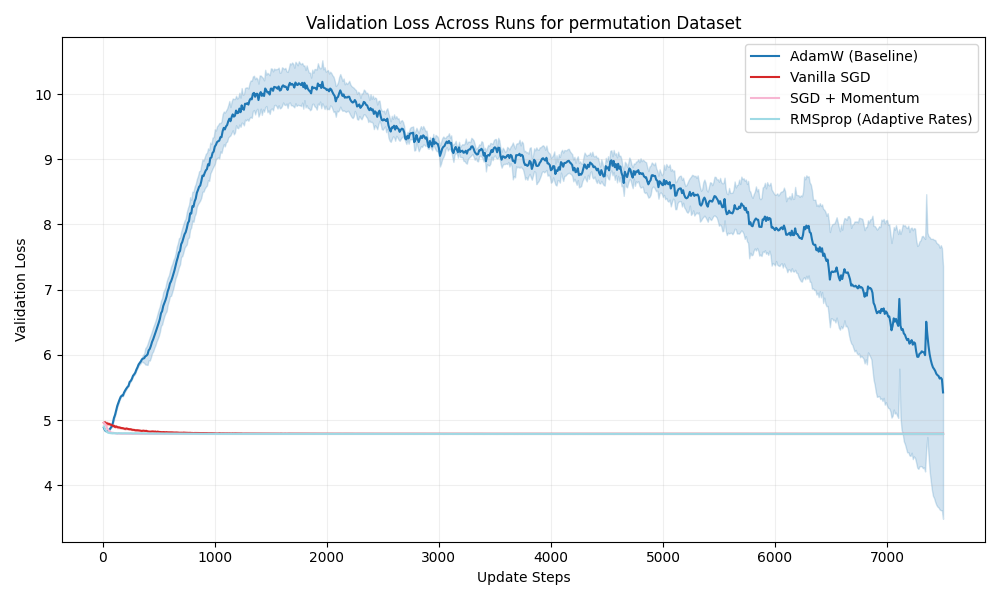 Validation Loss Across Runs for permutation Dataset
AdamW (Baseline)
Vanilla SGD
SGD + Momentum
RMSprop (Adaptive Rates)
Validation Loss
10
9
8
7
6
5
4
0 1000 2000 3000 4000 5000 6000 7000
Update Steps